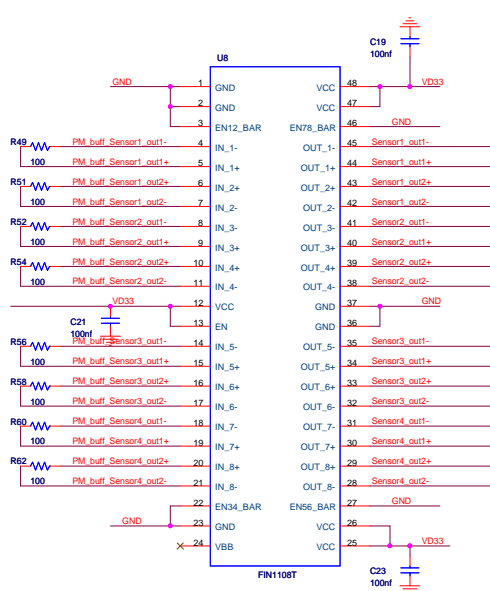 C19
100nf
U8
GND 1 GND VCC 48 VD33
2 GND VCC 47
3 EN12_BAR EN78_BAR 46 GND
R49 PM_buff_Sensor1_out1- 4 IN_1- OUT_1- 45 Sensor1_out1-
100 PM_buff_Sensor1_out1+ 5 IN_1+ OUT_1+ 44 Sensor1_out1+
R51 PM_buff_Sensor1_out2+ 6 IN_2+ OUT_2+ 43 Sensor1_out2+
100 PM_buff_Sensor1_out2- 7 IN_2- OUT_2- 42 Sensor1_out2-
R52 PM_buff_Sensor2_out1- 8 IN_3- OUT_3- 41 Sensor2_out1-
100 PM_buff_Sensor2_out1+ 9 IN_3+ OUT_3+ 40 Sensor2_out1+
R54 PM_buff_Sensor2_out2+ 10 IN_4+ OUT_4+ 39 Sensor2_out2+
100 PM_buff_Sensor2_out2- 11 IN_4- OUT_4- 38 Sensor2_out2-
VD33 12 VCC GND 37 GND
C21 13 EN GND 36
100nf
R56 PM_buff_Sensor3_out1- 14 IN_5- OUT_5- 35 Sensor3_out1-
100 PM_buff_Sensor3_out1+ 15 IN_5+ OUT_5+ 34 Sensor3_out1+
R58 PM_buff_Sensor3_out2+ 16 IN_6+ OUT_6+ 33 Sensor3_out2+
100 PM_buff_Sensor3_out2- 17 IN_6- OUT_6- 32 Sensor3_out2-
R60 PM_buff_Sensor4_out1- 18 IN_7- OUT_7- 31 Sensor4_out1-
100 PM_buff_Sensor4_out1+ 19 IN_7+ OUT_7+ 30 Sensor4_out1+
R62 PM_buff_Sensor4_out2+ 20 IN_8+ OUT_8+ 29 Sensor4_out2+
100 PM_buff_Sensor4_out2- 21 IN_8- OUT_8- 28 Sensor4_out2-
22 EN34_BAR EN56_BAR 27 GND
GND 23 GND VCC 26
24 VBB VCC 25 VD33
FIN1108T C23
100nf